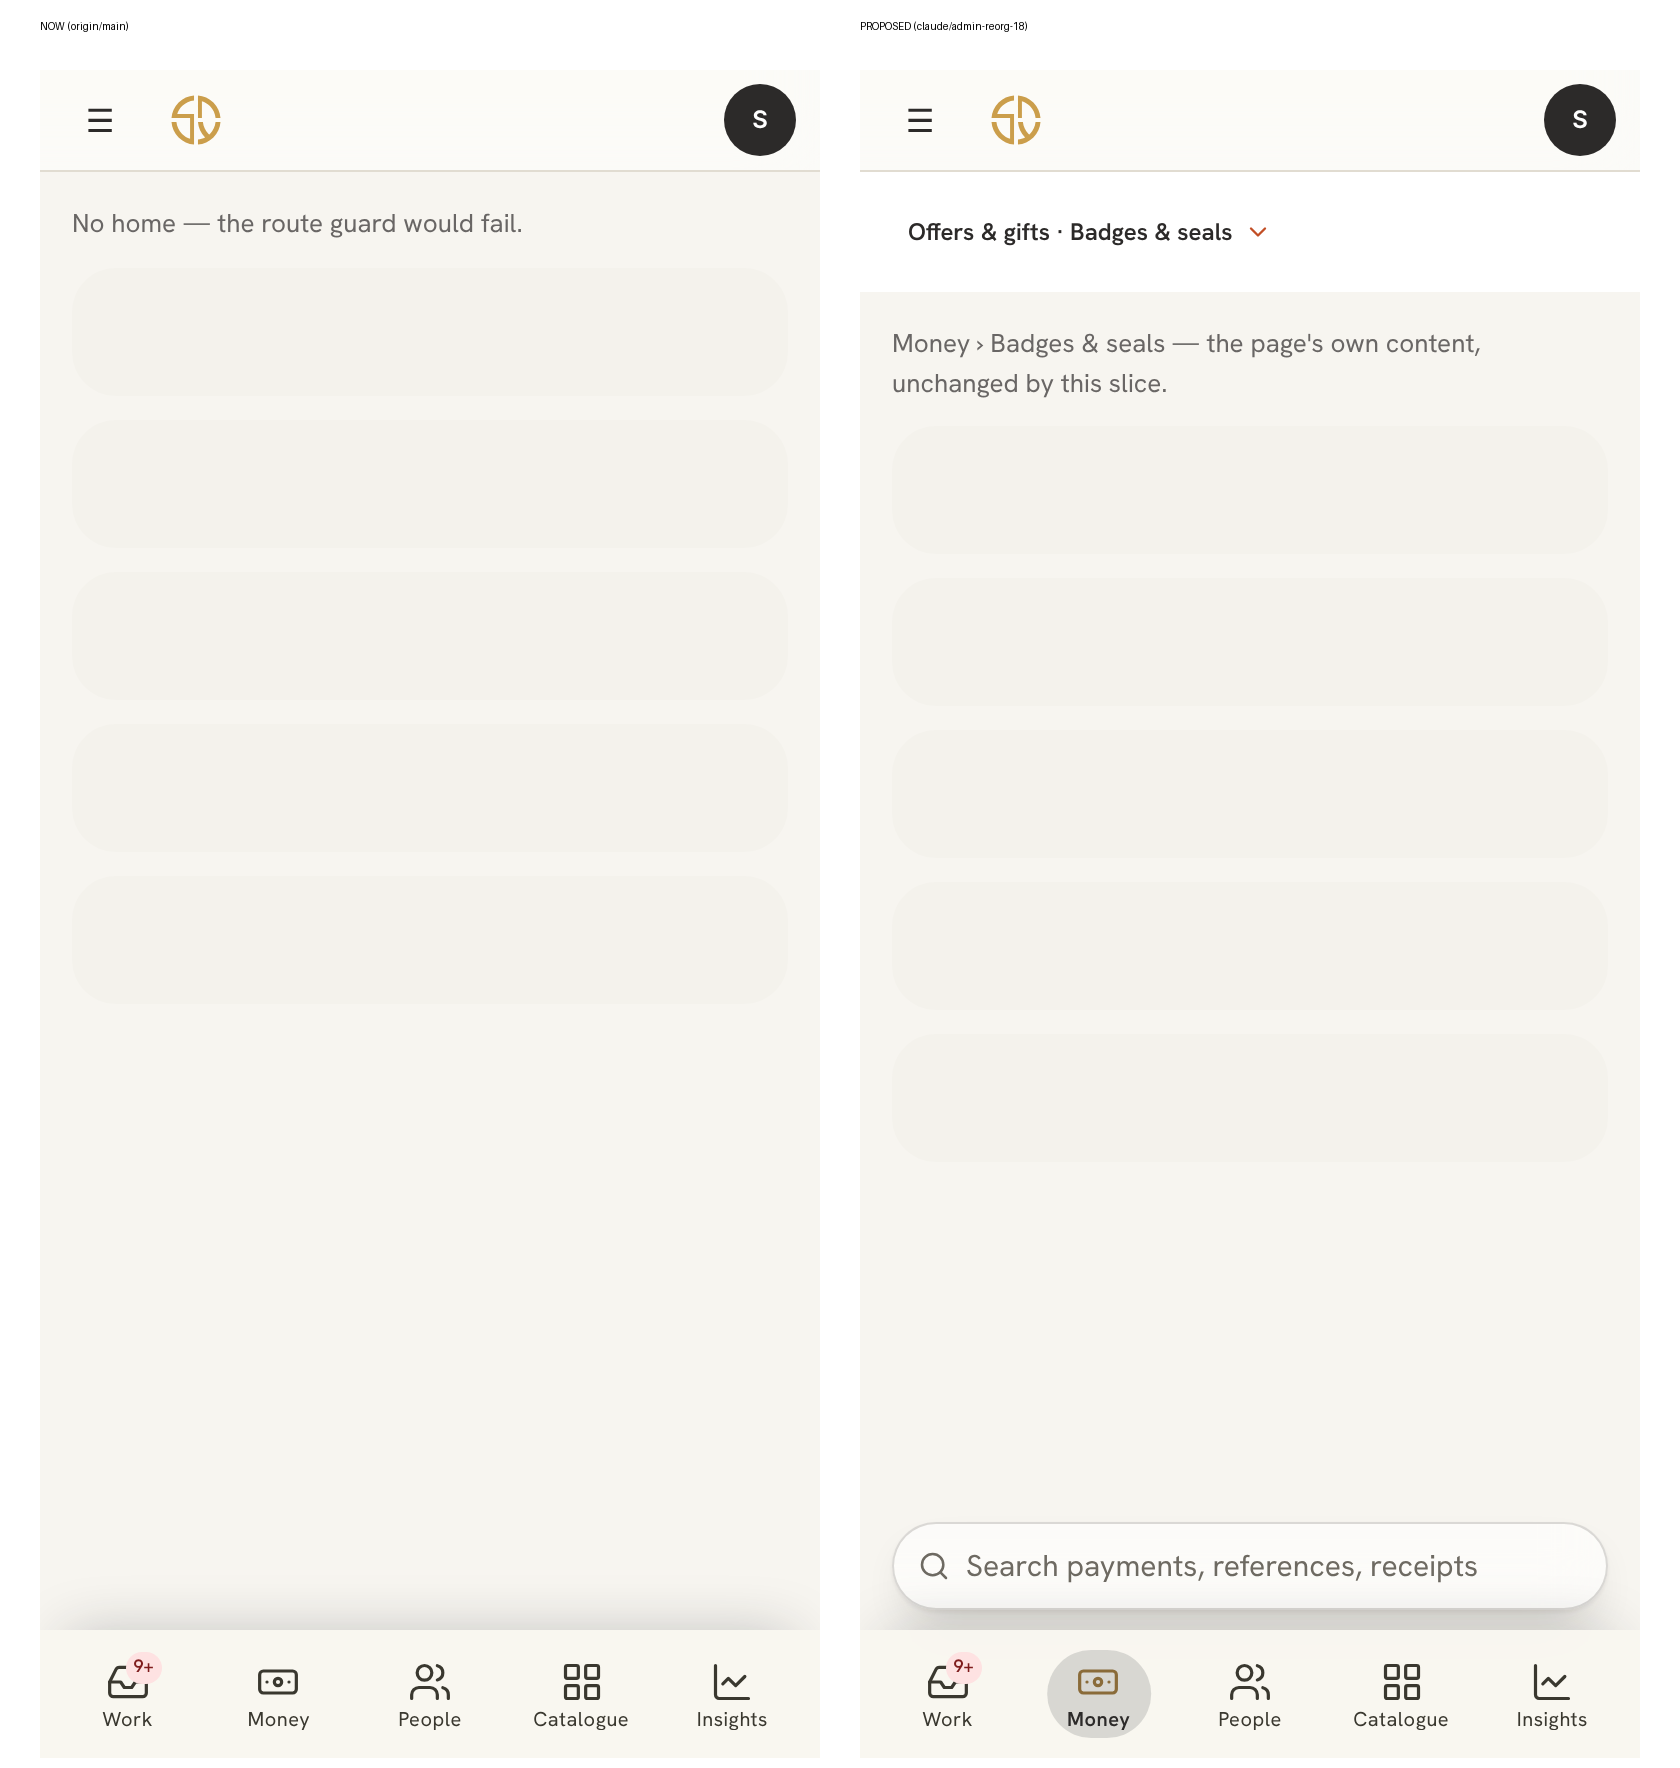 NOW (origin/main)
S
No home — the route guard would fail.
9+
Work
Money
People
Catalogue
Insights
PROPOSED (claude/admin-reorg-18)
S
Offers & gifts · Badges & seals
Money › Badges & seals — the page's own content,
unchanged by this slice.
Search payments, references, receipts
9+
Work
Money
People
Catalogue
Insights